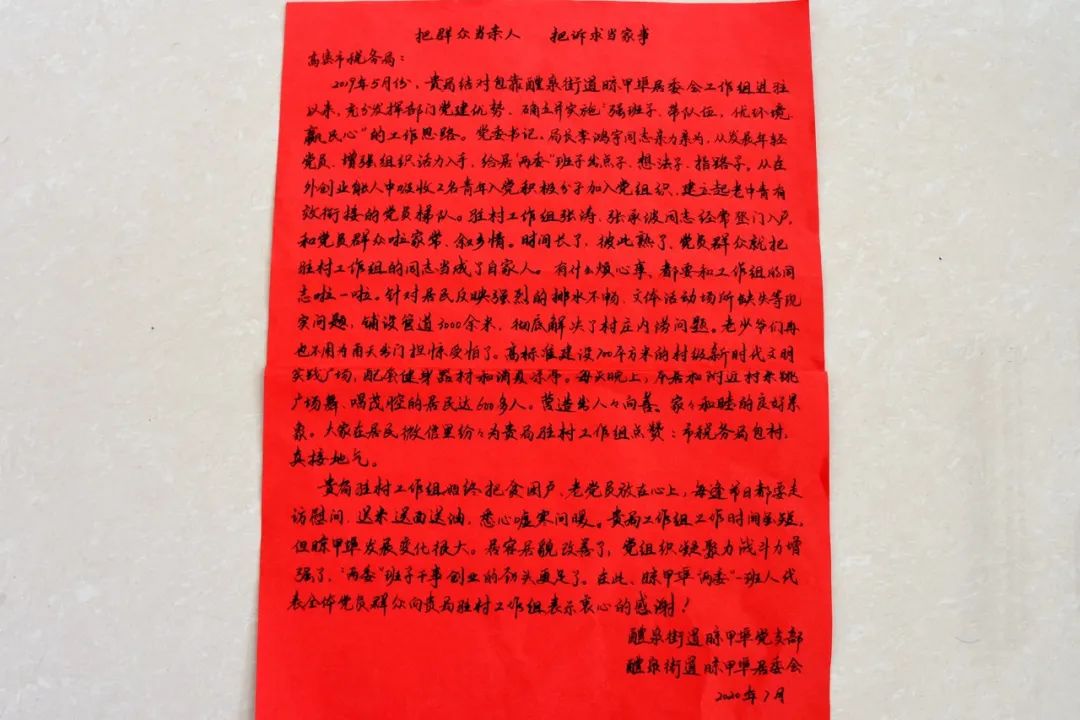 把群众当亲人 把诉求当家事
高密市税务局：
2019年5月份，贵局结对包靠醴泉街道晾甲埠居委会工作组进驻
以来，充分发挥部门党建优势，确立并实施“强班子、带队伍、优环境、
赢民心”的工作思路。党委书记、局长李鸿宇同志亲力亲为，从发展年轻
党员、增强组织活力入手，给居“两委”班子出点子、想法子、指路子。从在
外创业能人中吸收2名青年入党积极分子加入党组织，建立起老中青有
效衔接的党员梯队。驻村工作组张涛、张承波同志经常登门入户，
和党员群众啦家常、叙乡情。时间长了，彼此熟了，党员群众就把
驻村工作组的同志当成了自家人。有什么烦心事，都要和工作组的同
志啦一啦。针对居民反映强烈的排水不畅、文体活动场所缺失等现
实问题，铺设管道3000余米，彻底解决了村庄内涝问题。老少爷们再
也不用为雨天出门担惊受怕了。高标准建设700平方米的村级新时代文明
实践广场，配套健身器材和消夏凉亭。每天晚上，本居和附近村来跳
广场舞、唱茂腔的居民达600多人。营造出人々向善、家々和睦的良好景
象。大家在居民微信里纷々为贵局驻村工作组点赞：市税务局包村，
真接地气。
贵局驻村工作组始终把贫困户、老党员放在心上，每逢节日都要走
访慰问，送米送面送油，悉心嘘寒问暖。贵局工作组工作时间虽短，
但晾甲埠发展变化很大。居容居貌改善了，党组织凝聚力战斗力增
强了，“两委”班子干事创业的劲头更足了。在此，晾甲埠“两委”一班人代
表全体党员群众向贵局驻村工作组表示衷心的感谢！
醴泉街道晾甲埠党支部
醴泉街道晾甲埠居委会
2020年7月